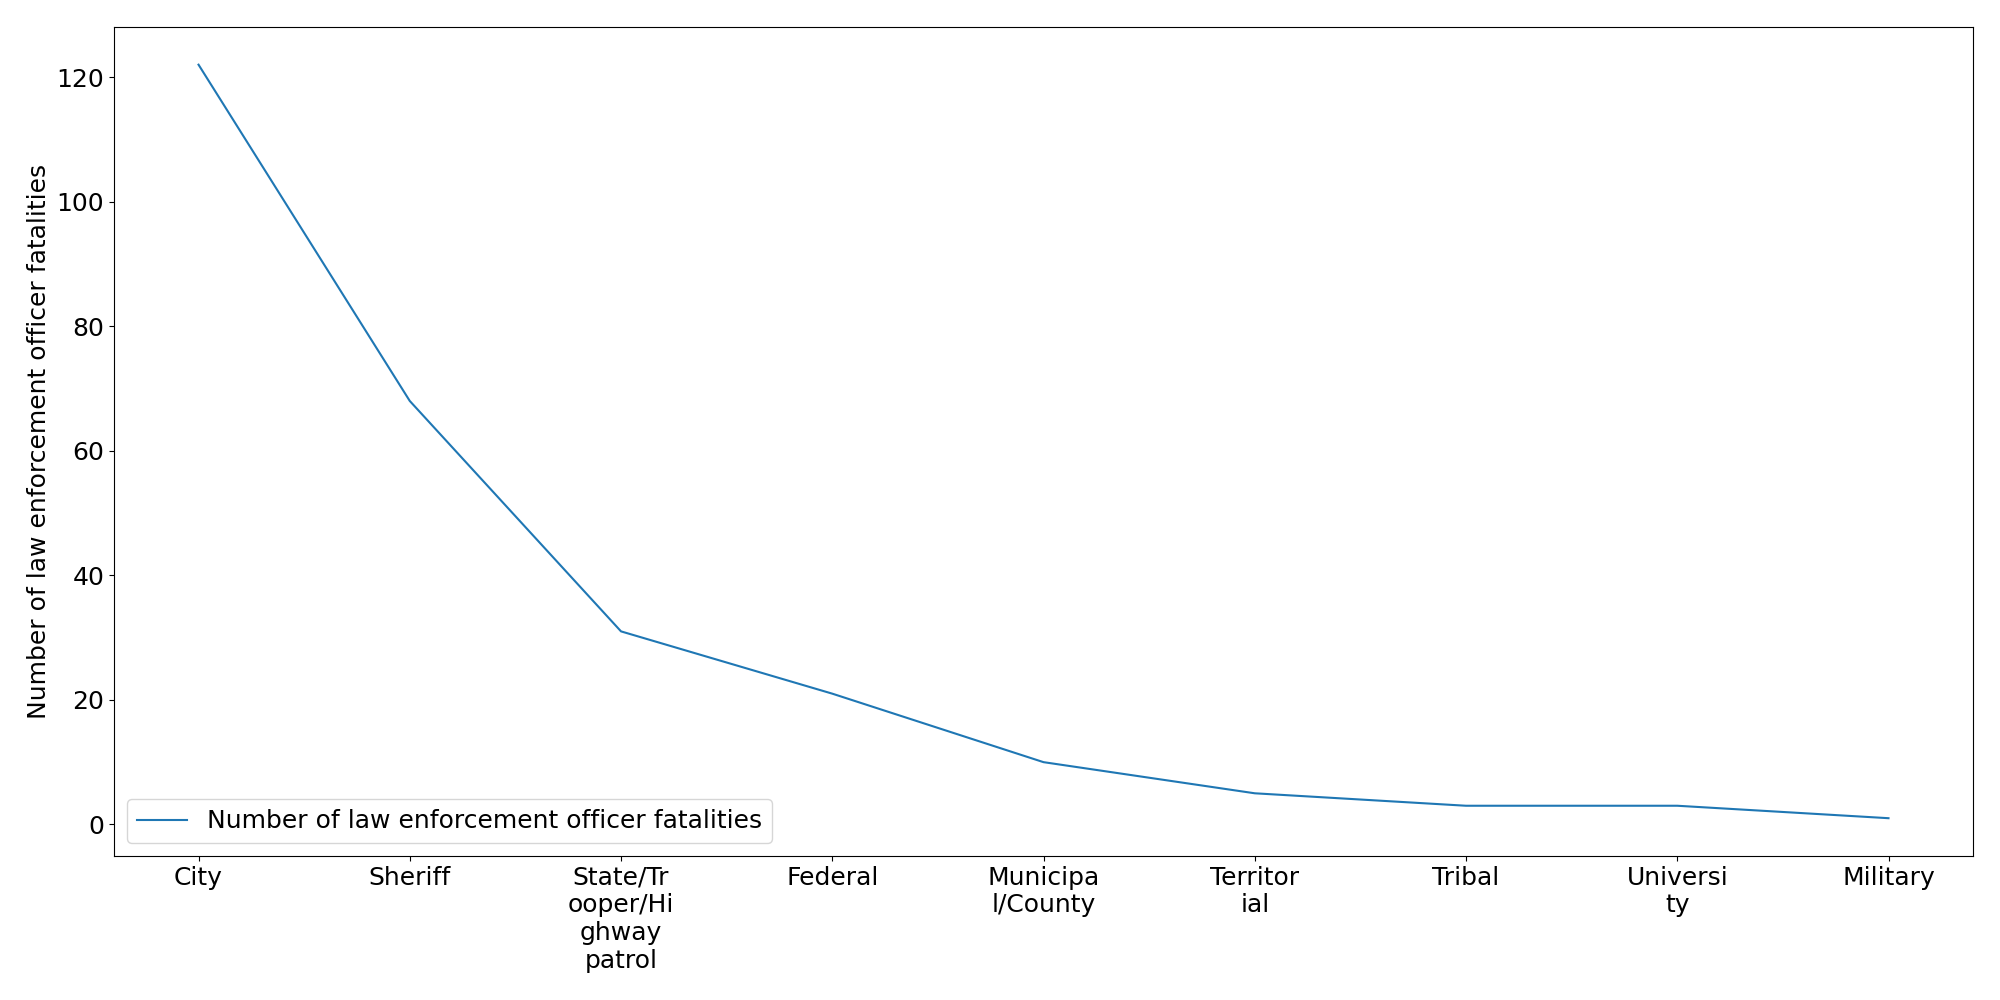 Number of law enforcement officer fatalities
120
100
80
60
40
20
0
Number of law enforcement officer fatalities
City
Sheriff
State/Tr
ooper/Hi
ghway
patrol
Federal
Municipa
l/County
Territor
ial
Tribal
Universi
ty
Military